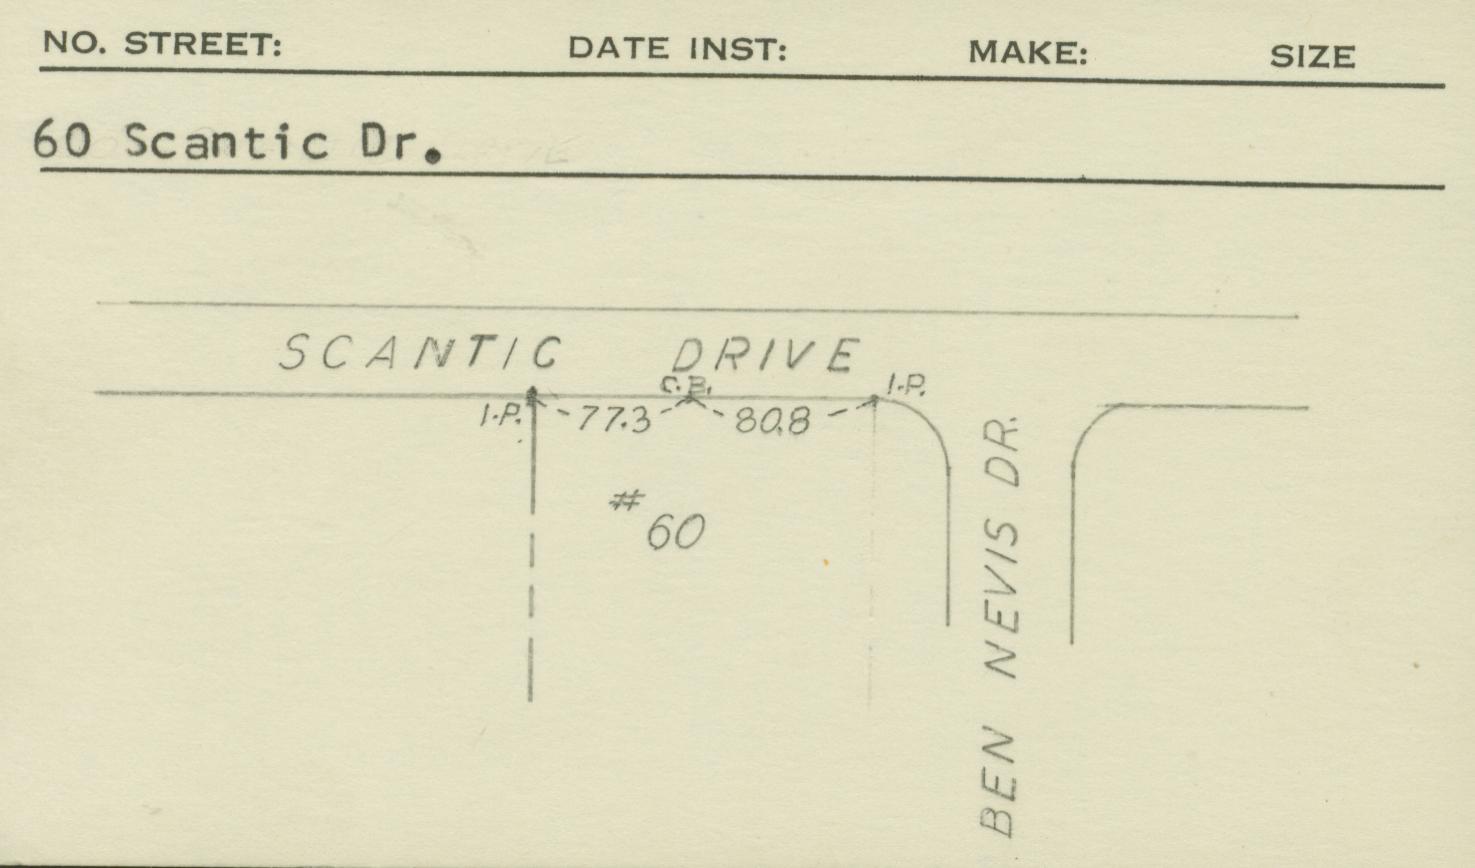 NO. STREET: DATE INST: MAKE: SIZE
60 Scantic Dr.
SCANTIC DRIVE
C.B.
I.P.
I.P. 77.3 80.8
# 60
BEN NEVIS DR.